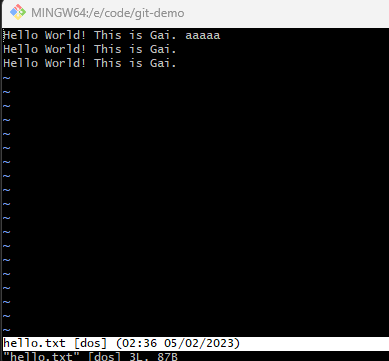 MINGW64:/e/code/git-demo
Hello World! This is Gai. aaaaa
Hello World! This is Gai.
Hello World! This is Gai.
~
~
~
~
~
~
~
~
~
~
~
~
~
hello.txt [dos] (02:36 05/02/2023)
"hello.txt" [dos] 3L, 87B